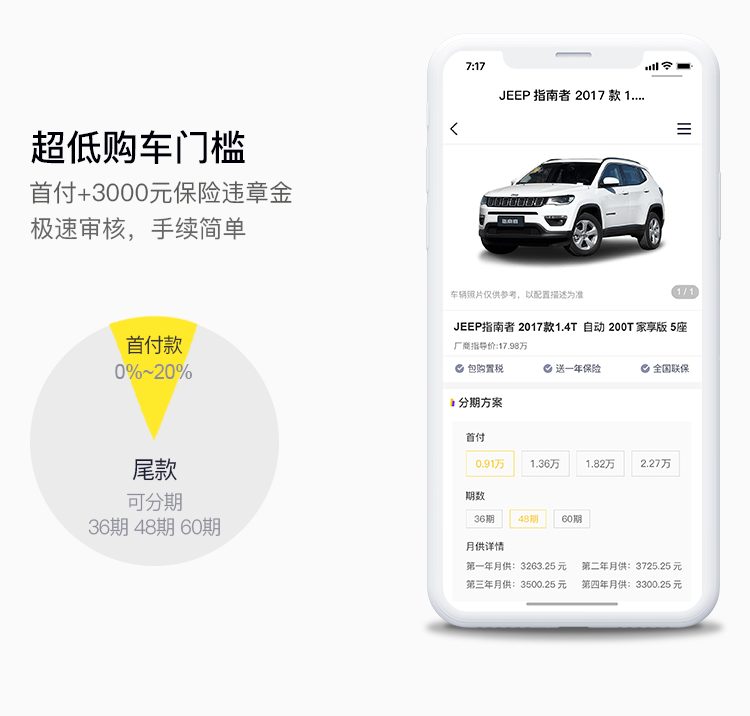 超低购车门槛
首付+3000元保险违章金
极速审核，手续简单
首付款
0%~20%
尾款
可分期
36期 48期 60期
7:17
JEEP 指南者 2017 款 1....
车辆照片仅供参考，以配置描述为准
1 / 1
JEEP指南者 2017款1.4T 自动 200T 家享版 5座
厂商指导价:17.98万
包购置税 送一年保险 全国联保
分期方案
首付
0.91万 1.36万 1.82万 2.27万
期数
36期 48期 60期
月供详情
第一年月供：3263.25 元 第二年月供：3725.25 元
第三年月供：3500.25 元 第四年月供：3300.25 元